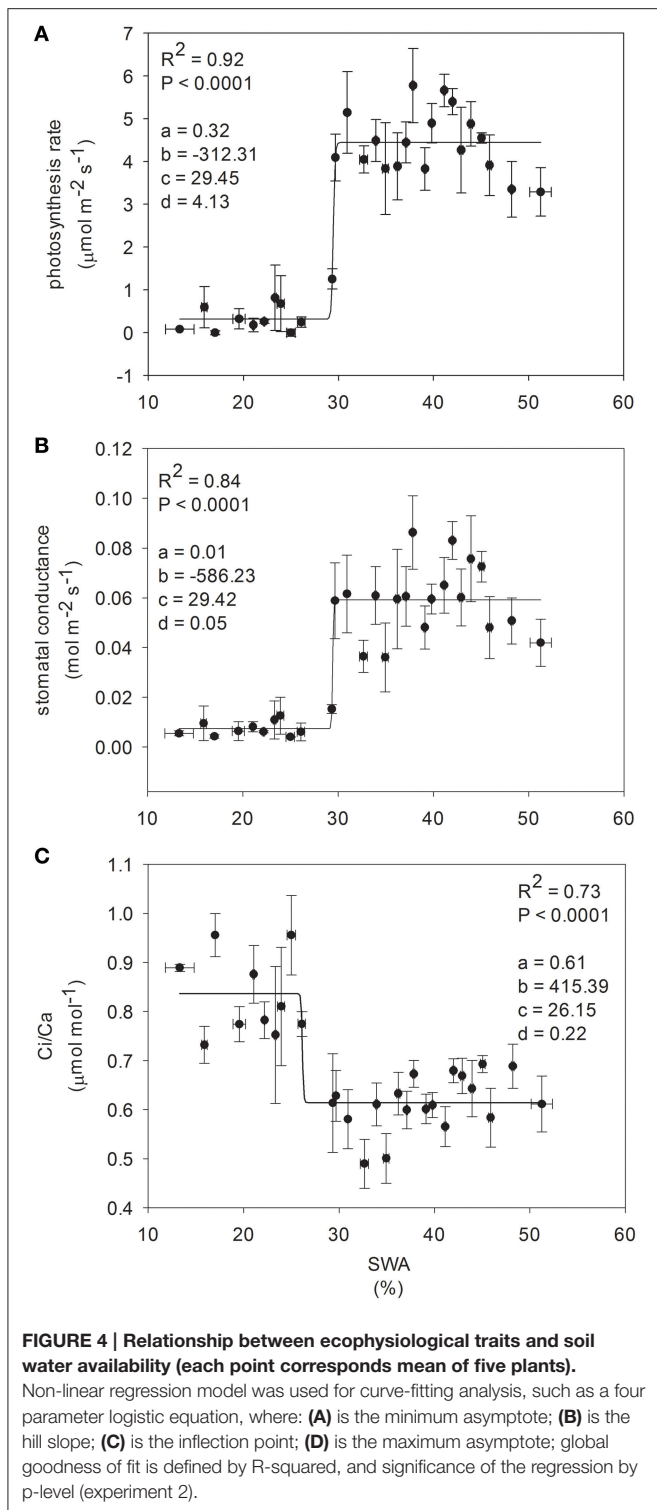 A
R² = 0.92
P < 0.0001
a = 0.32
b = -312.31
c = 29.45
d = 4.13
photosynthesis rate
(μmol m⁻² s⁻¹)
7
6
5
4
3
2
1
0
-1
10 20 30 40 50 60
B
R² = 0.84
P < 0.0001
a = 0.01
b = -586.23
c = 29.42
d = 0.05
stomatal conductance
(mol m⁻² s⁻¹)
0.12
0.10
0.08
0.06
0.04
0.02
0.00
10 20 30 40 50 60
C
R² = 0.73
P < 0.0001
a = 0.61
b = 415.39
c = 26.15
d = 0.22
Ci/Ca
(μmol mol⁻¹)
1.1
1.0
0.9
0.8
0.7
0.6
0.5
0.4
10 20 30 40 50 60
SWA
(%)
FIGURE 4 | Relationship between ecophysiological traits and soil
water availability (each point corresponds mean of five plants).
Non-linear regression model was used for curve-fitting analysis, such as a four
parameter logistic equation, where: (A) is the minimum asymptote; (B) is the
hill slope; (C) is the inflection point; (D) is the maximum asymptote; global
goodness of fit is defined by R-squared, and significance of the regression by
p-level (experiment 2).